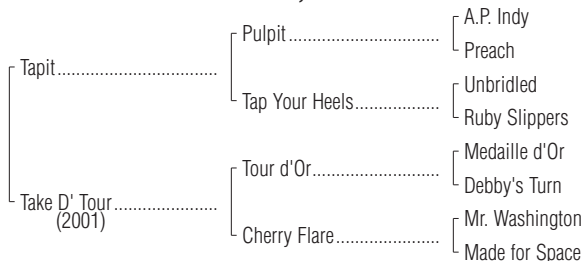 A.P. Indy
Pulpit
Preach
Tapit
Unbridled
Tap Your Heels
Ruby Slippers
Medaille d'Or
Tour d'Or
Debby's Turn
Take D' Tour
(2001)
Mr. Washington
Cherry Flare
Made for Space